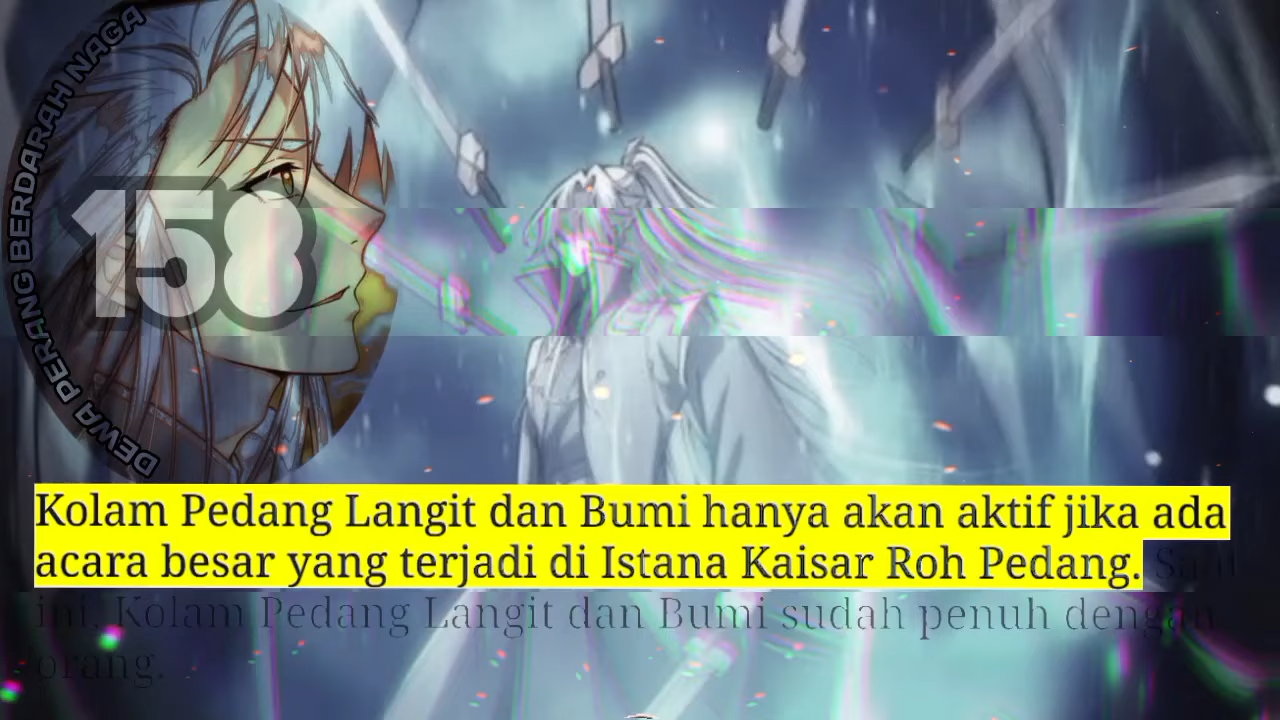 DEWA PERANG BERDARAH NAGA
158
Kolam Pedang Langit dan Bumi hanya akan aktif jika ada
acara besar yang terjadi di Istana Kaisar Roh Pedang. Saat
ini, Kolam Pedang Langit dan Bumi sudah penuh dengan
orang.